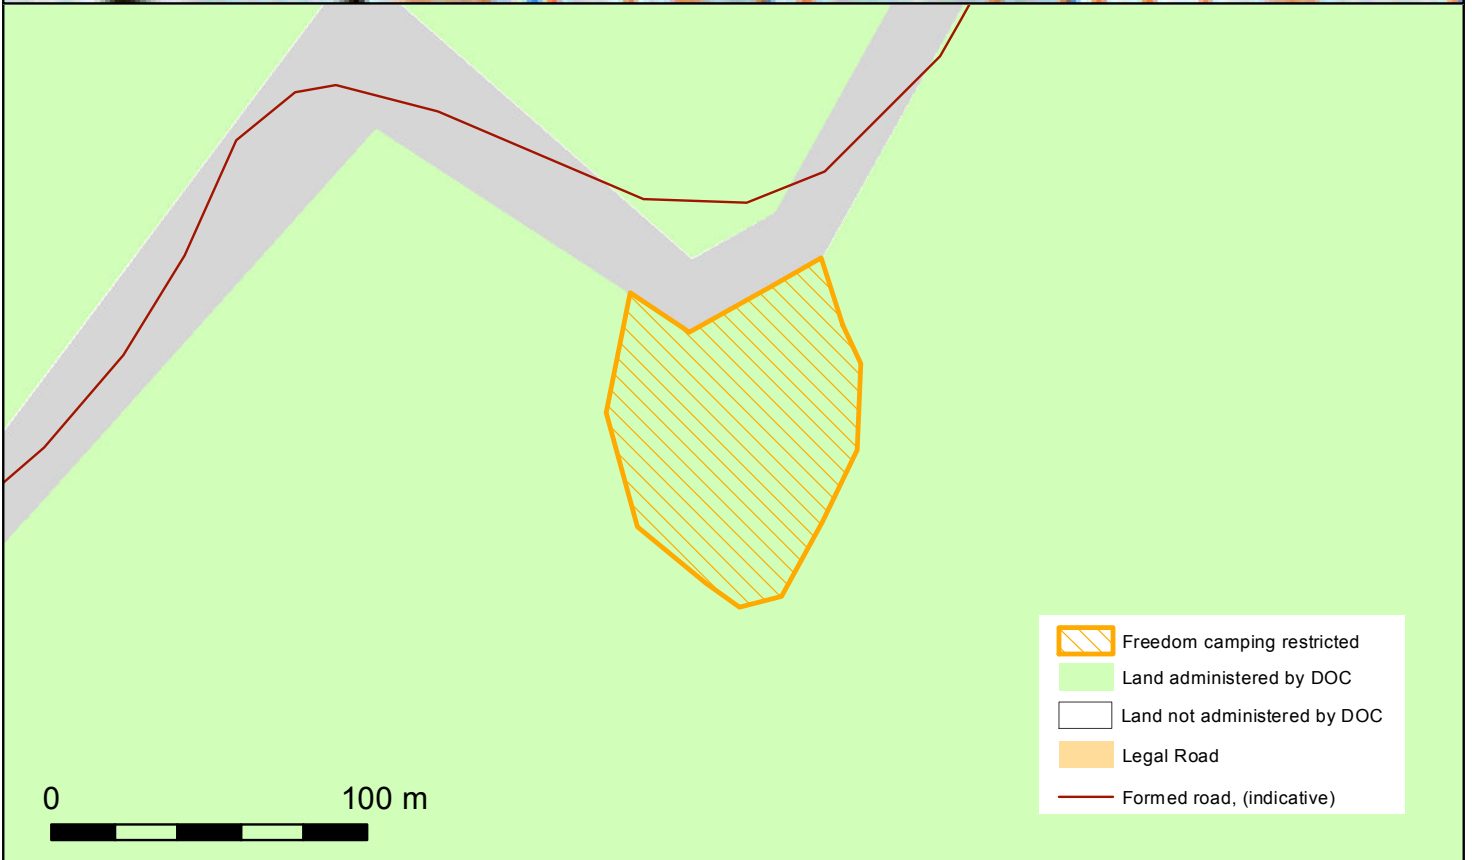 Freedom camping restricted
Land administered by DOC
Land not administered by DOC
Legal Road
Formed road, (indicative)
0 100 m